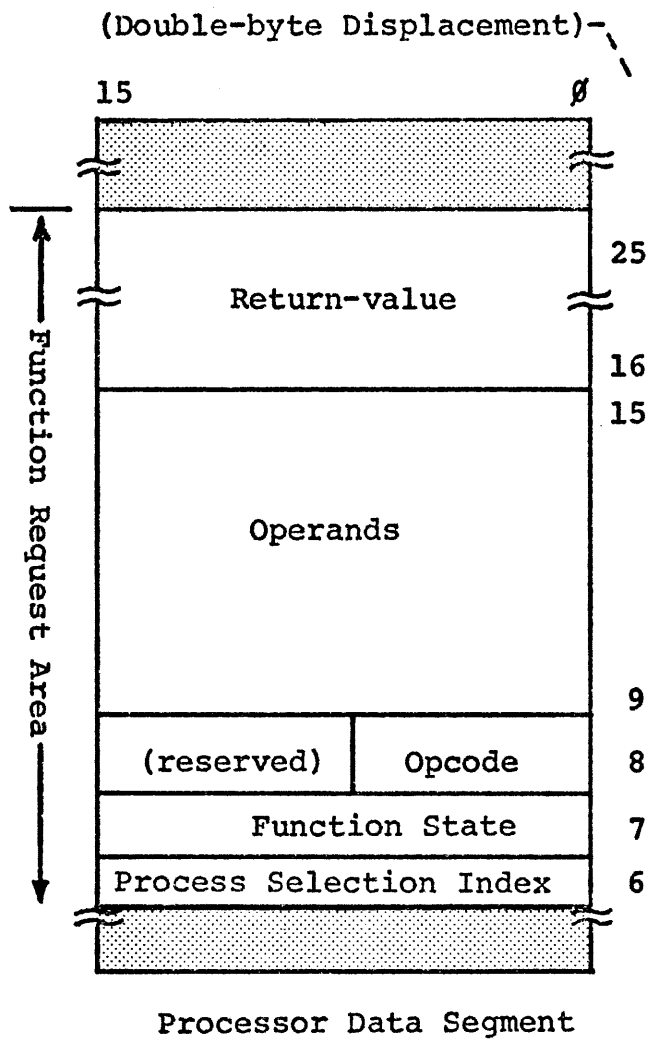 (Double-byte Displacement)
15 0
25
Return-value
16
15
Operands
Function Request Area
9
(reserved) Opcode 8
Function State 7
Process Selection Index 6
Processor Data Segment